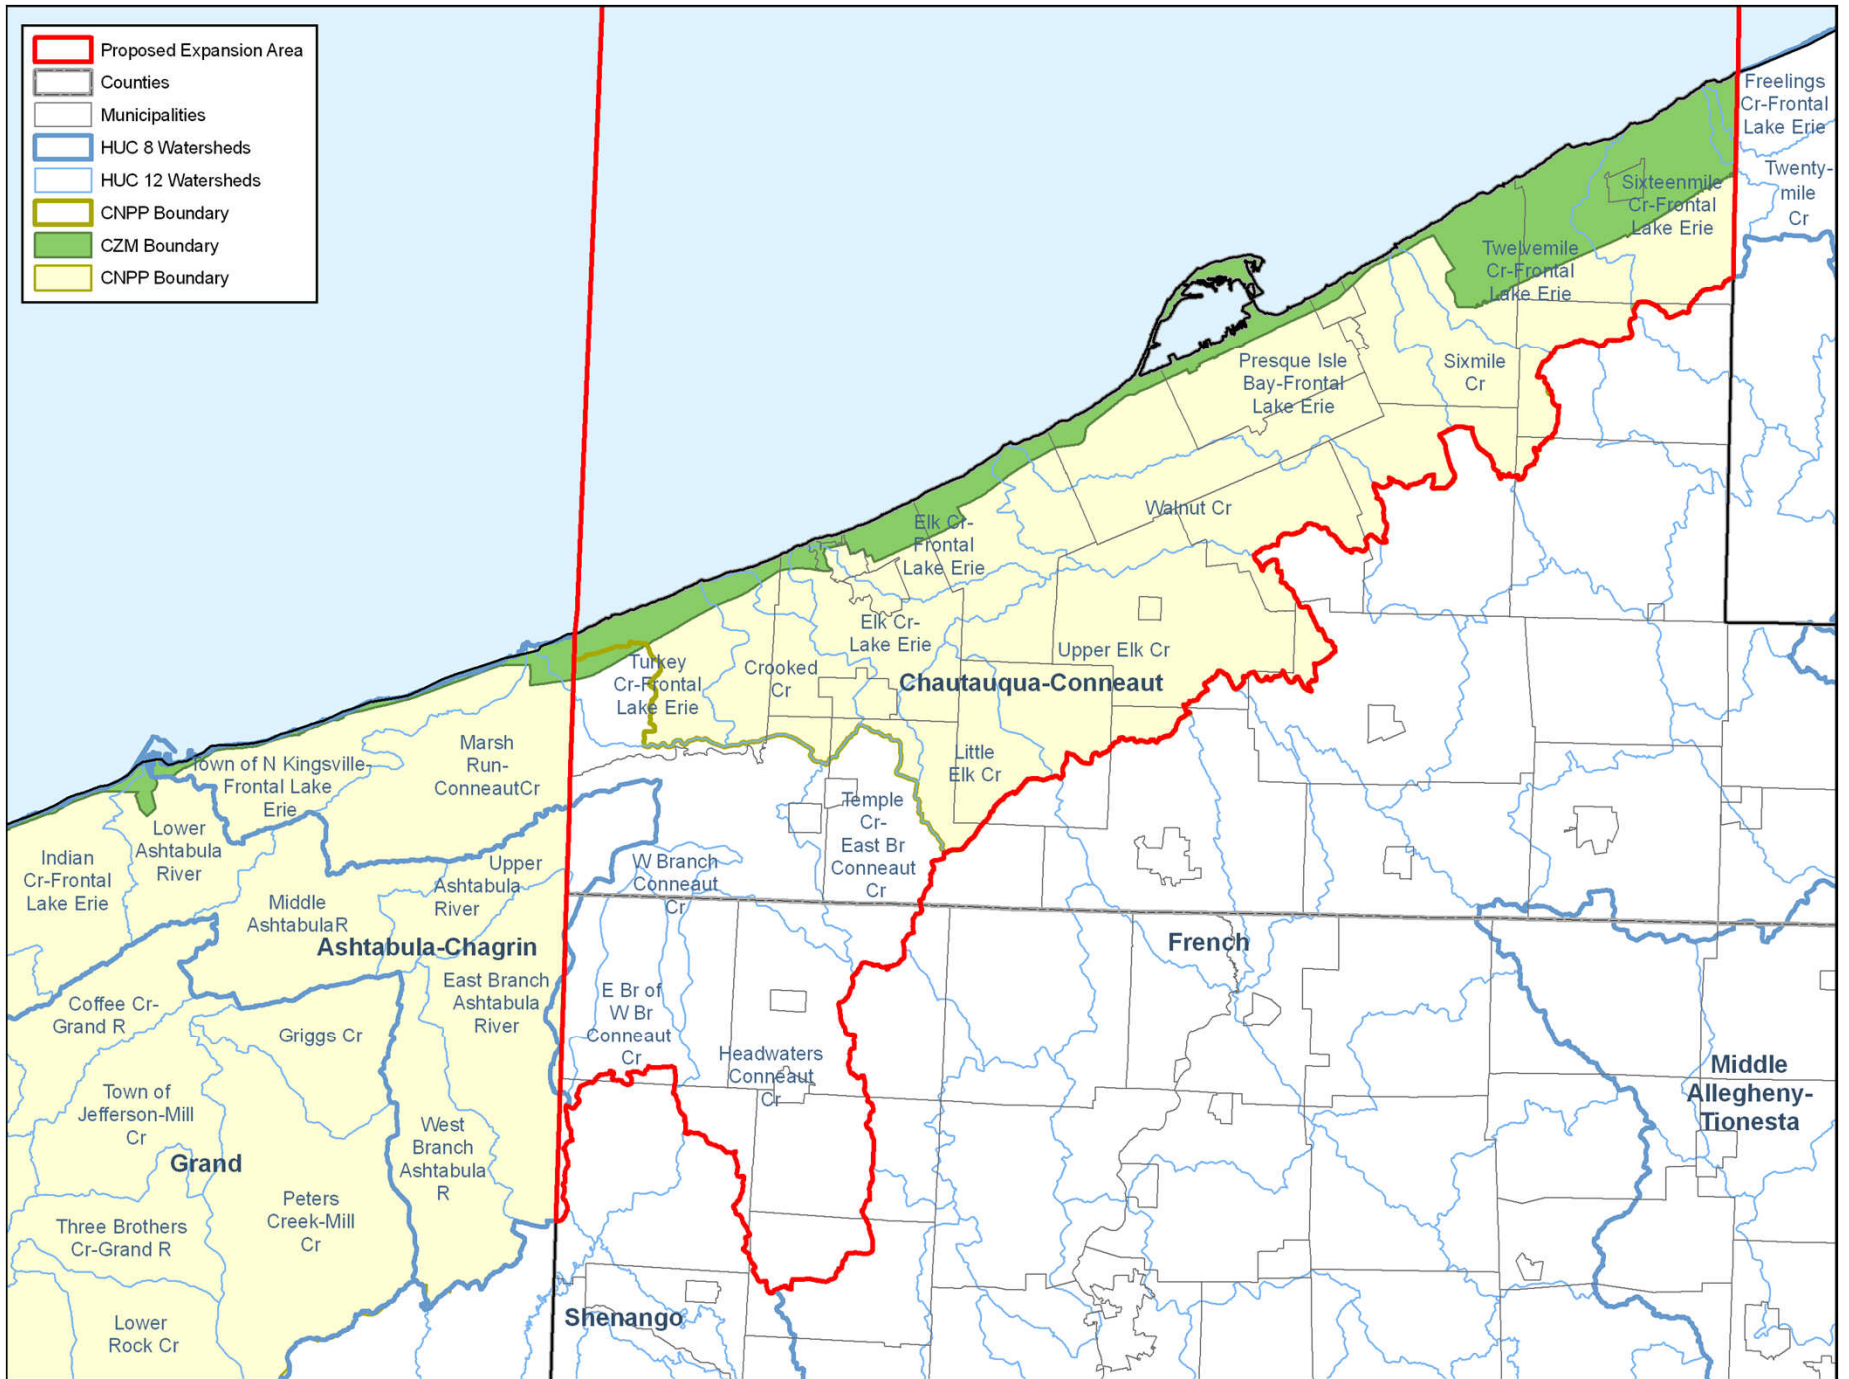 Proposed Expansion Area
Counties
Municipalities
HUC 8 Watersheds
HUC 12 Watersheds
CNPP Boundary
CZM Boundary
CNPP Boundary
Freelings
Cr-Frontal
Lake Erie
Twenty-
mile
Cr
Sixteenmile
Cr-Frontal
Lake Erie
Twelvemile
Cr-Frontal
Lake Erie
Presque Isle
Bay-Frontal
Lake Erie
Sixmile
Cr
Walnut Cr
Elk Cr-
Frontal
Lake Erie
Elk Cr-
Lake Erie
Upper Elk Cr
Turkey
Cr-Frontal
Lake Erie
Crooked
Cr
Chautauqua-Conneaut
Little
Elk Cr
Marsh
Run-
ConneautCr
Town of N Kingsville-
Frontal Lake
Erie
Temple
Cr-
East Br
Conneaut
Cr
Lower
Ashtabula
River
Indian
Cr-Frontal
Lake Erie
Upper
Ashtabula
River
W Branch
Conneaut
Cr
Middle
AshtabulaR
Ashtabula-Chagrin
French
East Branch
Ashtabula
River
E Br of
W Br
Conneaut
Cr
Coffee Cr-
Grand R
Griggs Cr
Headwaters
Conneaut
Cr
Middle
Allegheny-
Tionesta
Town of
Jefferson-Mill
Cr
West
Branch
Ashtabula
R
Grand
Peters
Creek-Mill
Cr
Three Brothers
Cr-Grand R
Shenango
Lower
Rock Cr